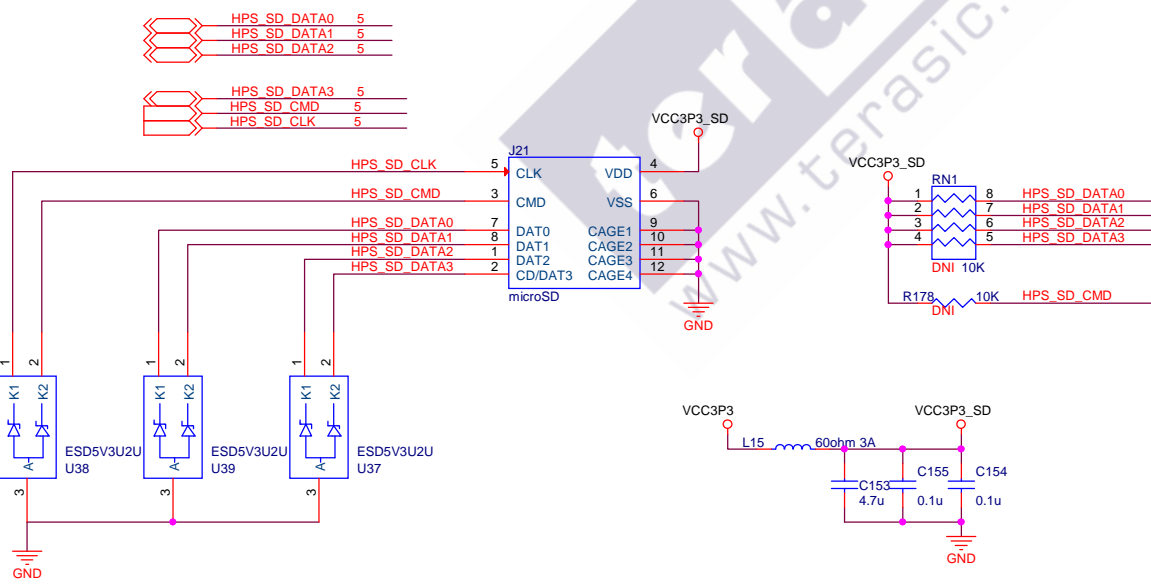 HPS_SD_DATA0 5
HPS_SD_DATA1 5
HPS_SD_DATA2 5
HPS_SD_DATA3 5
HPS_SD_CMD 5
HPS_SD_CLK 5
www.terasic.
VCC3P3_SD
J21
HPS_SD_CLK 5 CLK VDD 4
HPS_SD_CMD 3 CMD VSS 6
HPS_SD_DATA0 7 DAT0 CAGE1 9
HPS_SD_DATA1 8 DAT1 CAGE2 10
HPS_SD_DATA2 1 DAT2 CAGE3 11
HPS_SD_DATA3 2 CD/DAT3 CAGE4 12
microSD
GND
VCC3P3_SD
RN1
1 8 HPS_SD_DATA0
2 7 HPS_SD_DATA1
3 6 HPS_SD_DATA2
4 5 HPS_SD_DATA3
DNI 10K
R178 10K HPS_SD_CMD
DNI
1 2 1 2 1 2
K1 K2 K1 K2 K1 K2
A A A
ESD5V3U2U ESD5V3U2U ESD5V3U2U
U38 U39 U37
3 3 3
GND
VCC3P3 VCC3P3_SD
L15 60ohm 3A
C153 C155 C154
4.7u 0.1u 0.1u
GND